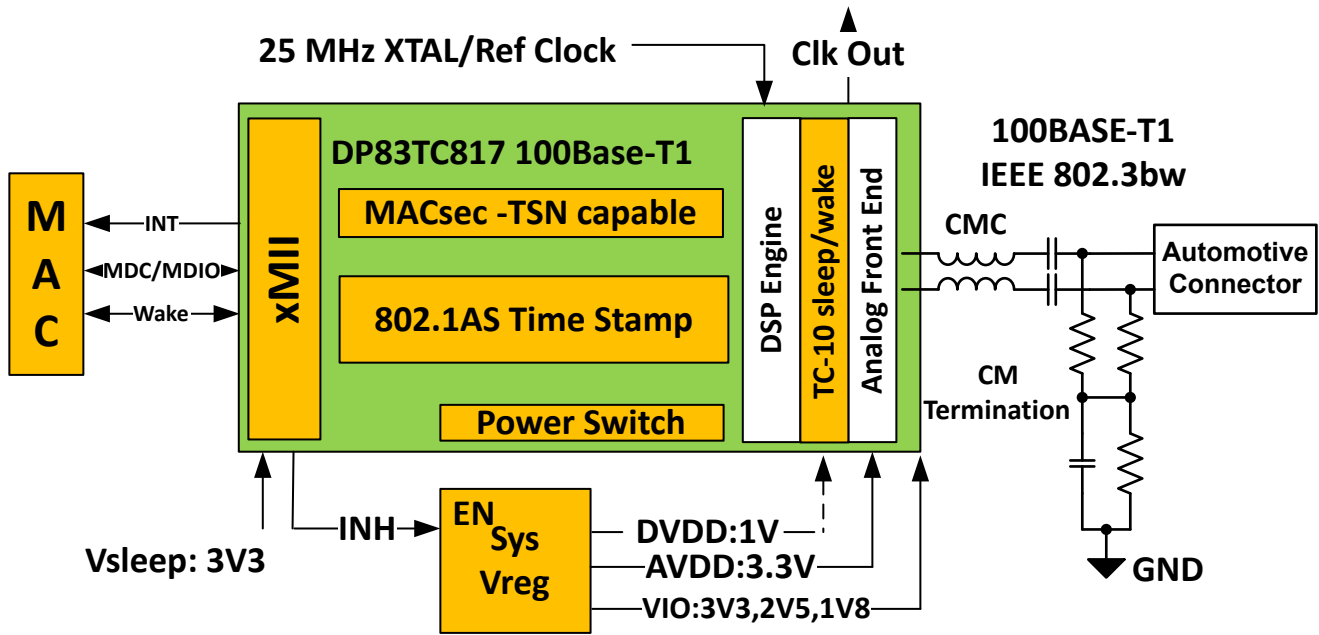 25 MHz XTAL/Ref Clock
Clk Out
DP83TC817 100Base-T1
100BASE-T1
IEEE 802.3bw
MACsec -TSN capable
802.1AS Time Stamp
Power Switch
xMII
DSP Engine
TC-10 sleep/wake
Analog Front End
M
A
C
INT
MDC/MDIO
Wake
CMC
Automotive
Connector
CM
Termination
GND
Vsleep: 3V3
INH
EN
Sys
Vreg
DVDD:1V
AVDD:3.3V
VIO:3V3,2V5,1V8